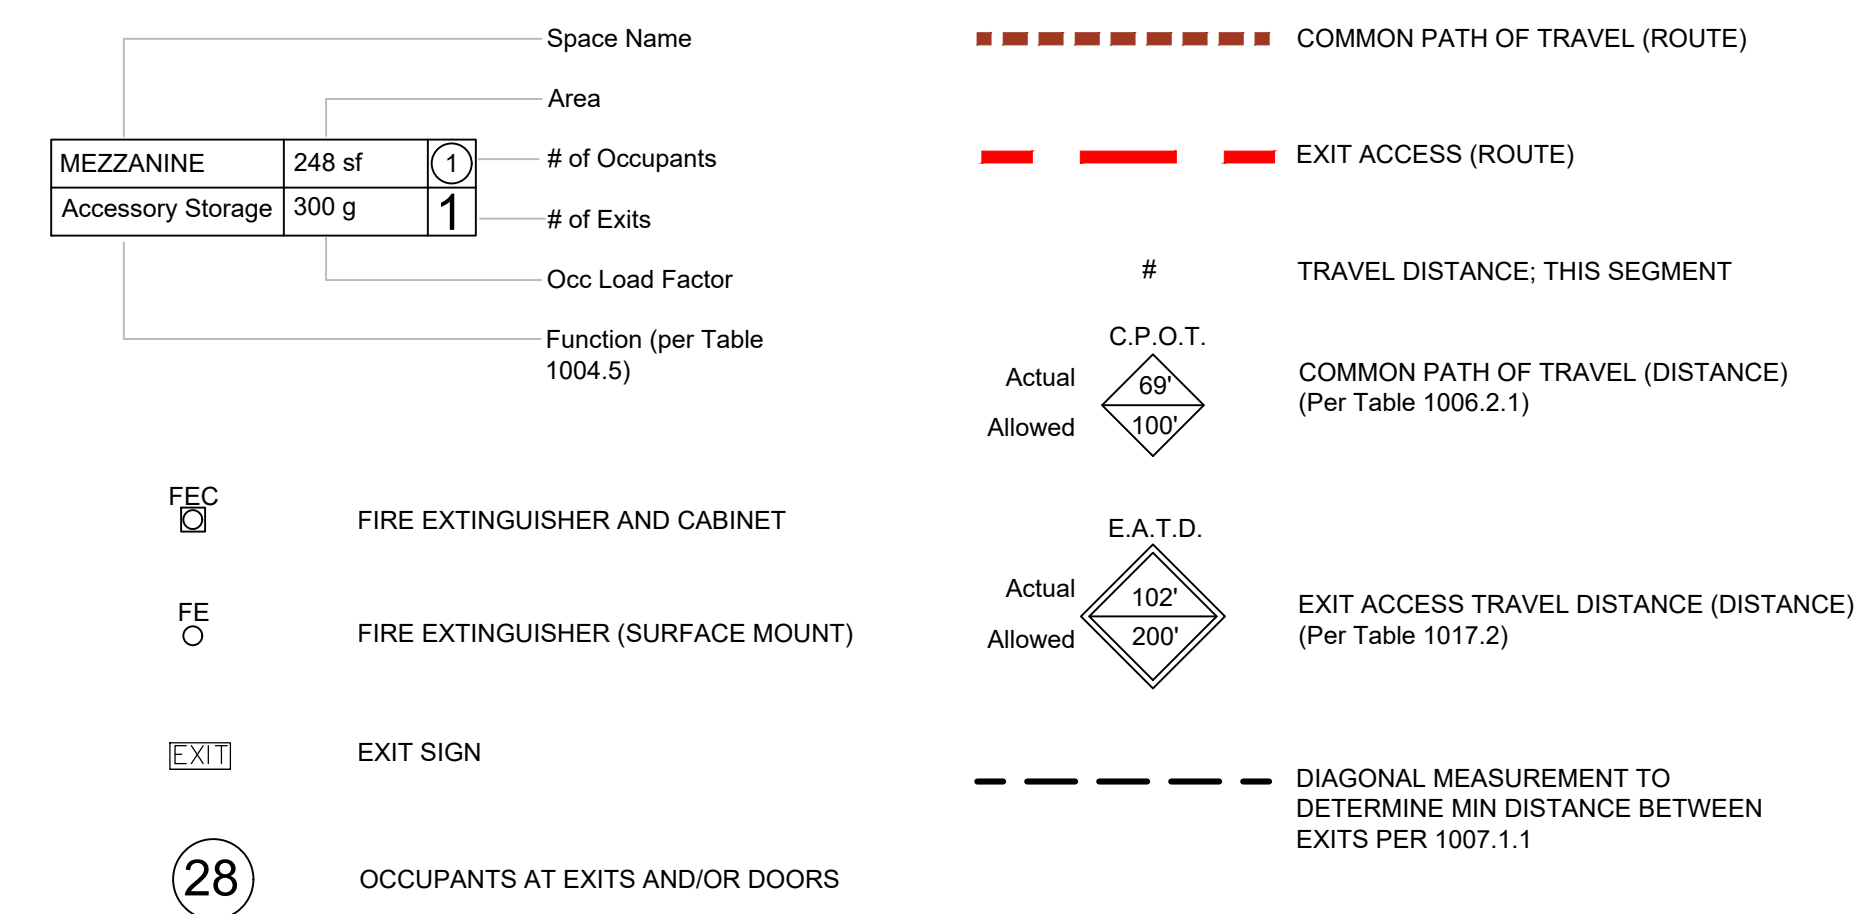 Space Name
Area
MEZZANINE 248 sf 1
# of Occupants
Accessory Storage 300 g 1
# of Exits
Occ Load Factor
Function (per Table
1004.5)
FEC
FIRE EXTINGUISHER AND CABINET
FE
FIRE EXTINGUISHER (SURFACE MOUNT)
EXIT
EXIT SIGN
28
OCCUPANTS AT EXITS AND/OR DOORS
COMMON PATH OF TRAVEL (ROUTE)
EXIT ACCESS (ROUTE)
# TRAVEL DISTANCE; THIS SEGMENT
C.P.O.T.
Actual 69'
Allowed 100'
COMMON PATH OF TRAVEL (DISTANCE)
(Per Table 1006.2.1)
E.A.T.D.
Actual 102'
Allowed 200'
EXIT ACCESS TRAVEL DISTANCE (DISTANCE)
(Per Table 1017.2)
DIAGONAL MEASUREMENT TO
DETERMINE MIN DISTANCE BETWEEN
EXITS PER 1007.1.1